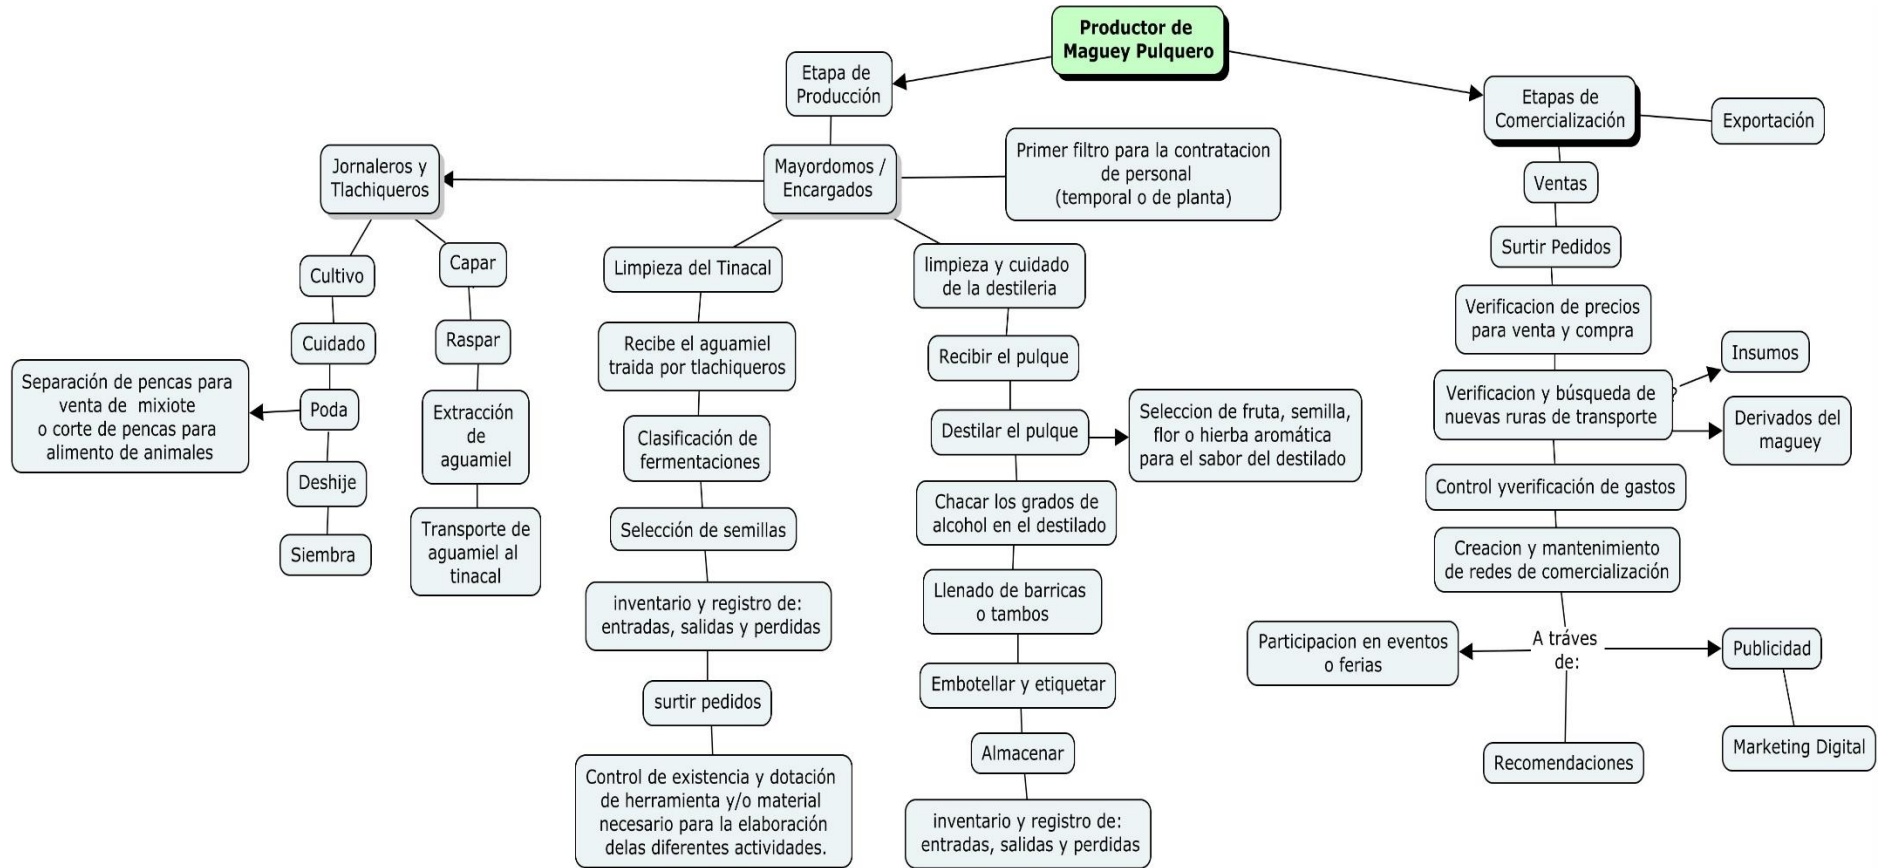 Productor de
Maguey Pulquero
Etapa de
Producción
Etapas de
Comercialización
Exportación
Jornaleros y
Tlachiqueros
Mayordomos /
Encargados
Primer filtro para la contratacion
de personal
(temporal o de planta)
Ventas
Cultivo
Capar
Limpieza del Tinacal
limpieza y cuidado
de la destileria
Surtir Pedidos
Cuidado
Raspar
Recibe el aguamiel
traida por tlachiqueros
Recibir el pulque
Verificacion de precios
para venta y compra
Insumos
Separación de pencas para
venta de mixiote
o corte de pencas para
alimento de animales
Poda
Extracción
de
aguamiel
Clasificación de
fermentaciones
Destilar el pulque
Seleccion de fruta, semilla,
flor o hierba aromática
para el sabor del destilado
Verificacion y búsqueda de
nuevas ruras de transporte
?
Derivados del
maguey
Deshije
Selección de semillas
Chacar los grados de
alcohol en el destilado
Control yverificación de gastos
Siembra
Transporte de
aguamiel al
tinacal
inventario y registro de:
entradas, salidas y perdidas
Llenado de barricas
o tambos
Creacion y mantenimiento
de redes de comercialización
surtir pedidos
Embotellar y etiquetar
Participacion en eventos
o ferias
A tráves
de:
Publicidad
Control de existencia y dotación
de herramienta y/o material
necesario para la elaboración
delas diferentes actividades.
Almacenar
Recomendaciones
Marketing Digital
inventario y registro de:
entradas, salidas y perdidas